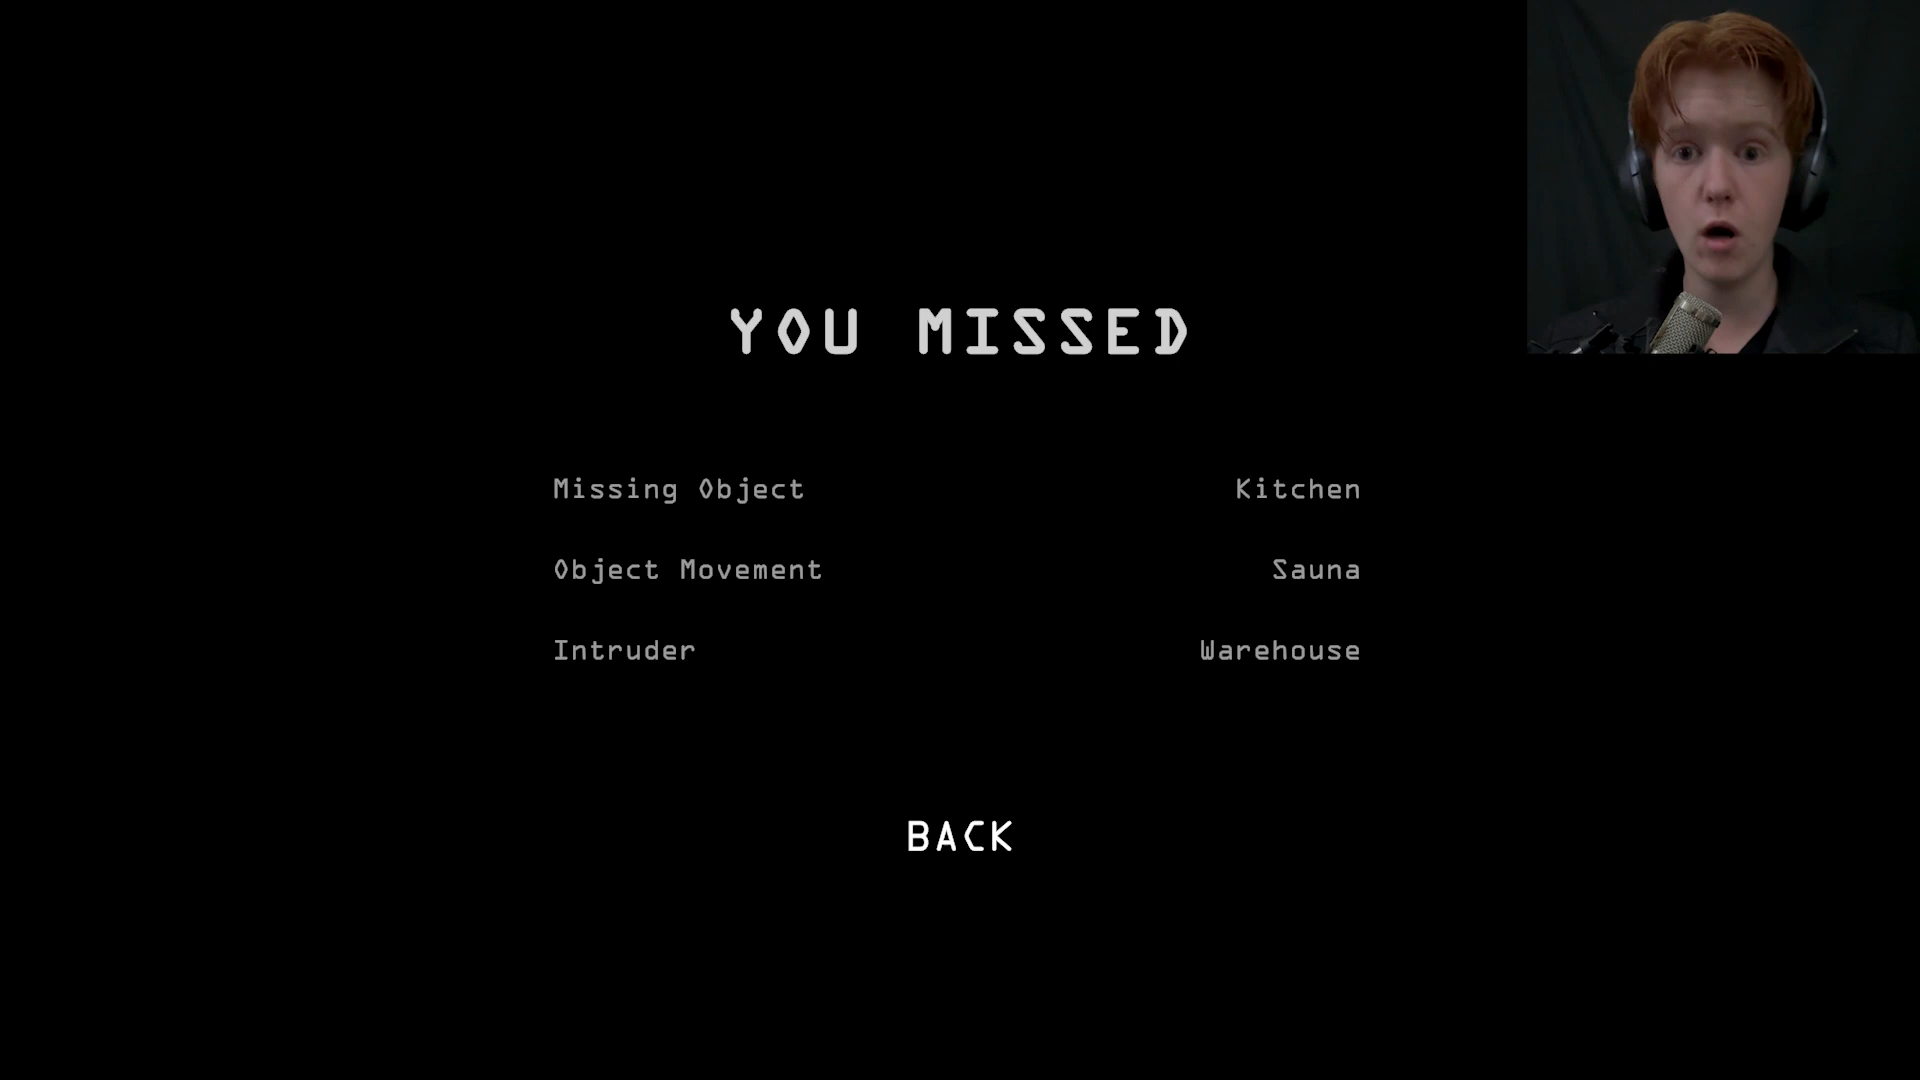 YOU MISSED
Missing Object Kitchen
Object Movement Sauna
Intruder Warehouse
BACK